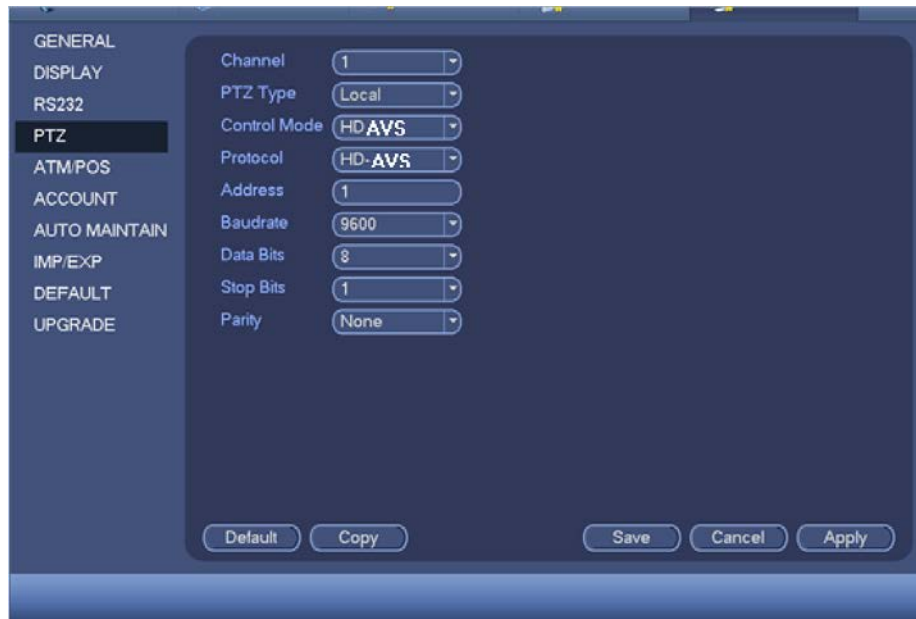 GENERAL
DISPLAY
RS232
PTZ
ATM/POS
ACCOUNT
AUTO MAINTAIN
IMP/EXP
DEFAULT
UPGRADE
Channel 1
PTZ Type Local
Control Mode HD AVS
Protocol HD-AVS
Address 1
Baudrate 9600
Data Bits 8
Stop Bits 1
Parity None
Default Copy Save Cancel Apply